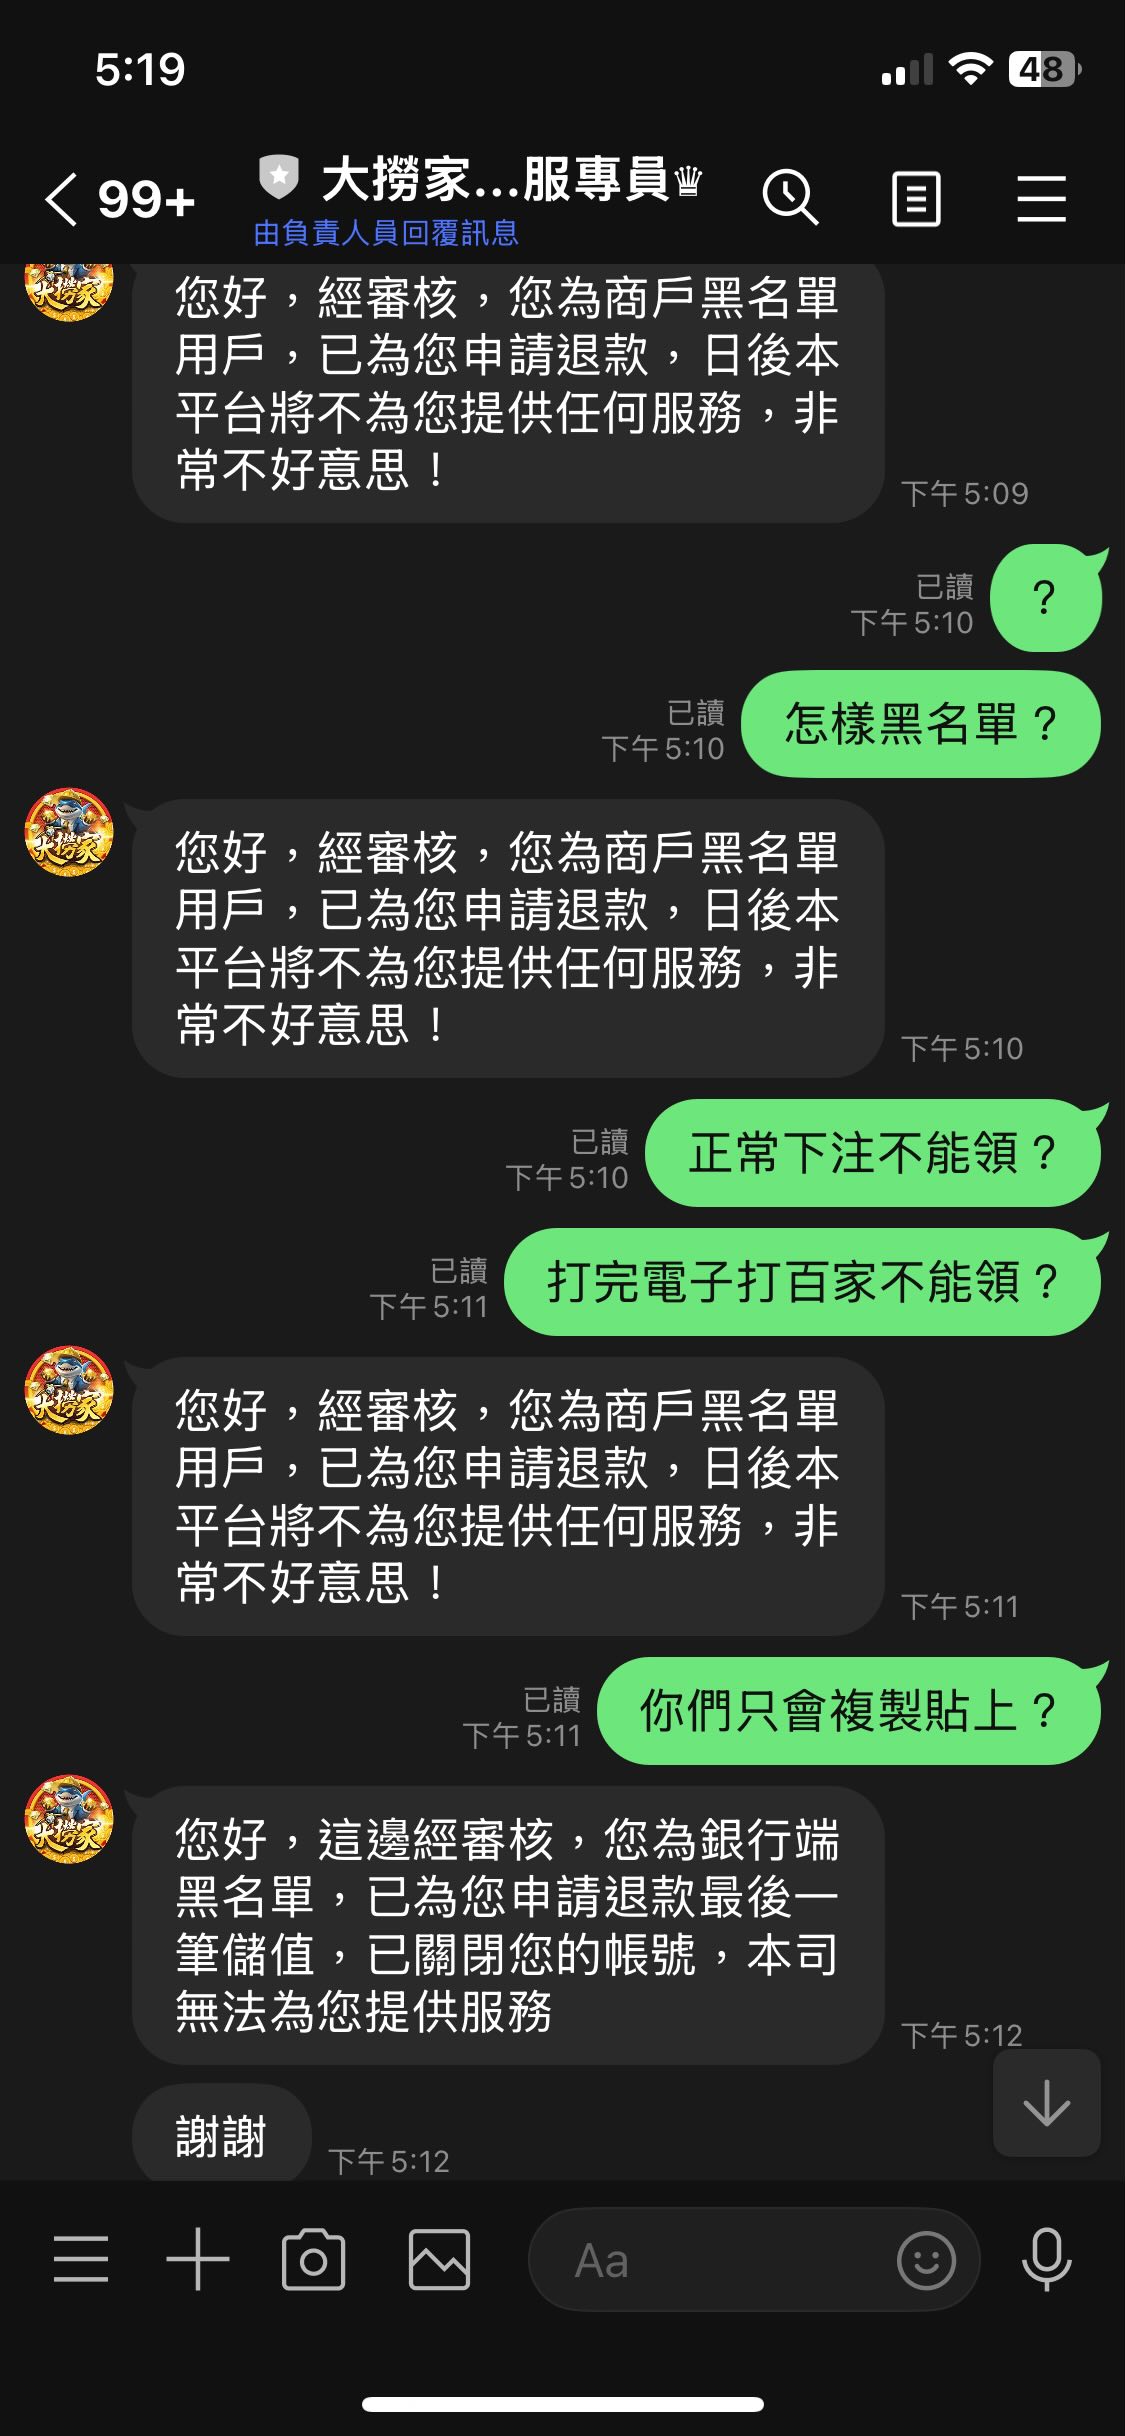 5:19
48
99+
大撈家...服專員♛
由負責人員回覆訊息
大撈家
您好，經審核，您為商戶黑名單
用戶，已為您申請退款，日後本
平台將不為您提供任何服務，非
常不好意思！
下午 5:09
已讀
下午 5:10
？
已讀
下午 5:10
怎樣黑名單？
大撈家
您好，經審核，您為商戶黑名單
用戶，已為您申請退款，日後本
平台將不為您提供任何服務，非
常不好意思！
下午 5:10
已讀
下午 5:10
正常下注不能領？
已讀
下午 5:11
打完電子打百家不能領？
大撈家
您好，經審核，您為商戶黑名單
用戶，已為您申請退款，日後本
平台將不為您提供任何服務，非
常不好意思！
下午 5:11
已讀
下午 5:11
你們只會複製貼上？
大撈家
您好，這邊經審核，您為銀行端
黑名單，已為您申請退款最後一
筆儲值，已關閉您的帳號，本司
無法為您提供服務
下午 5:12
謝謝
下午 5:12
Aa